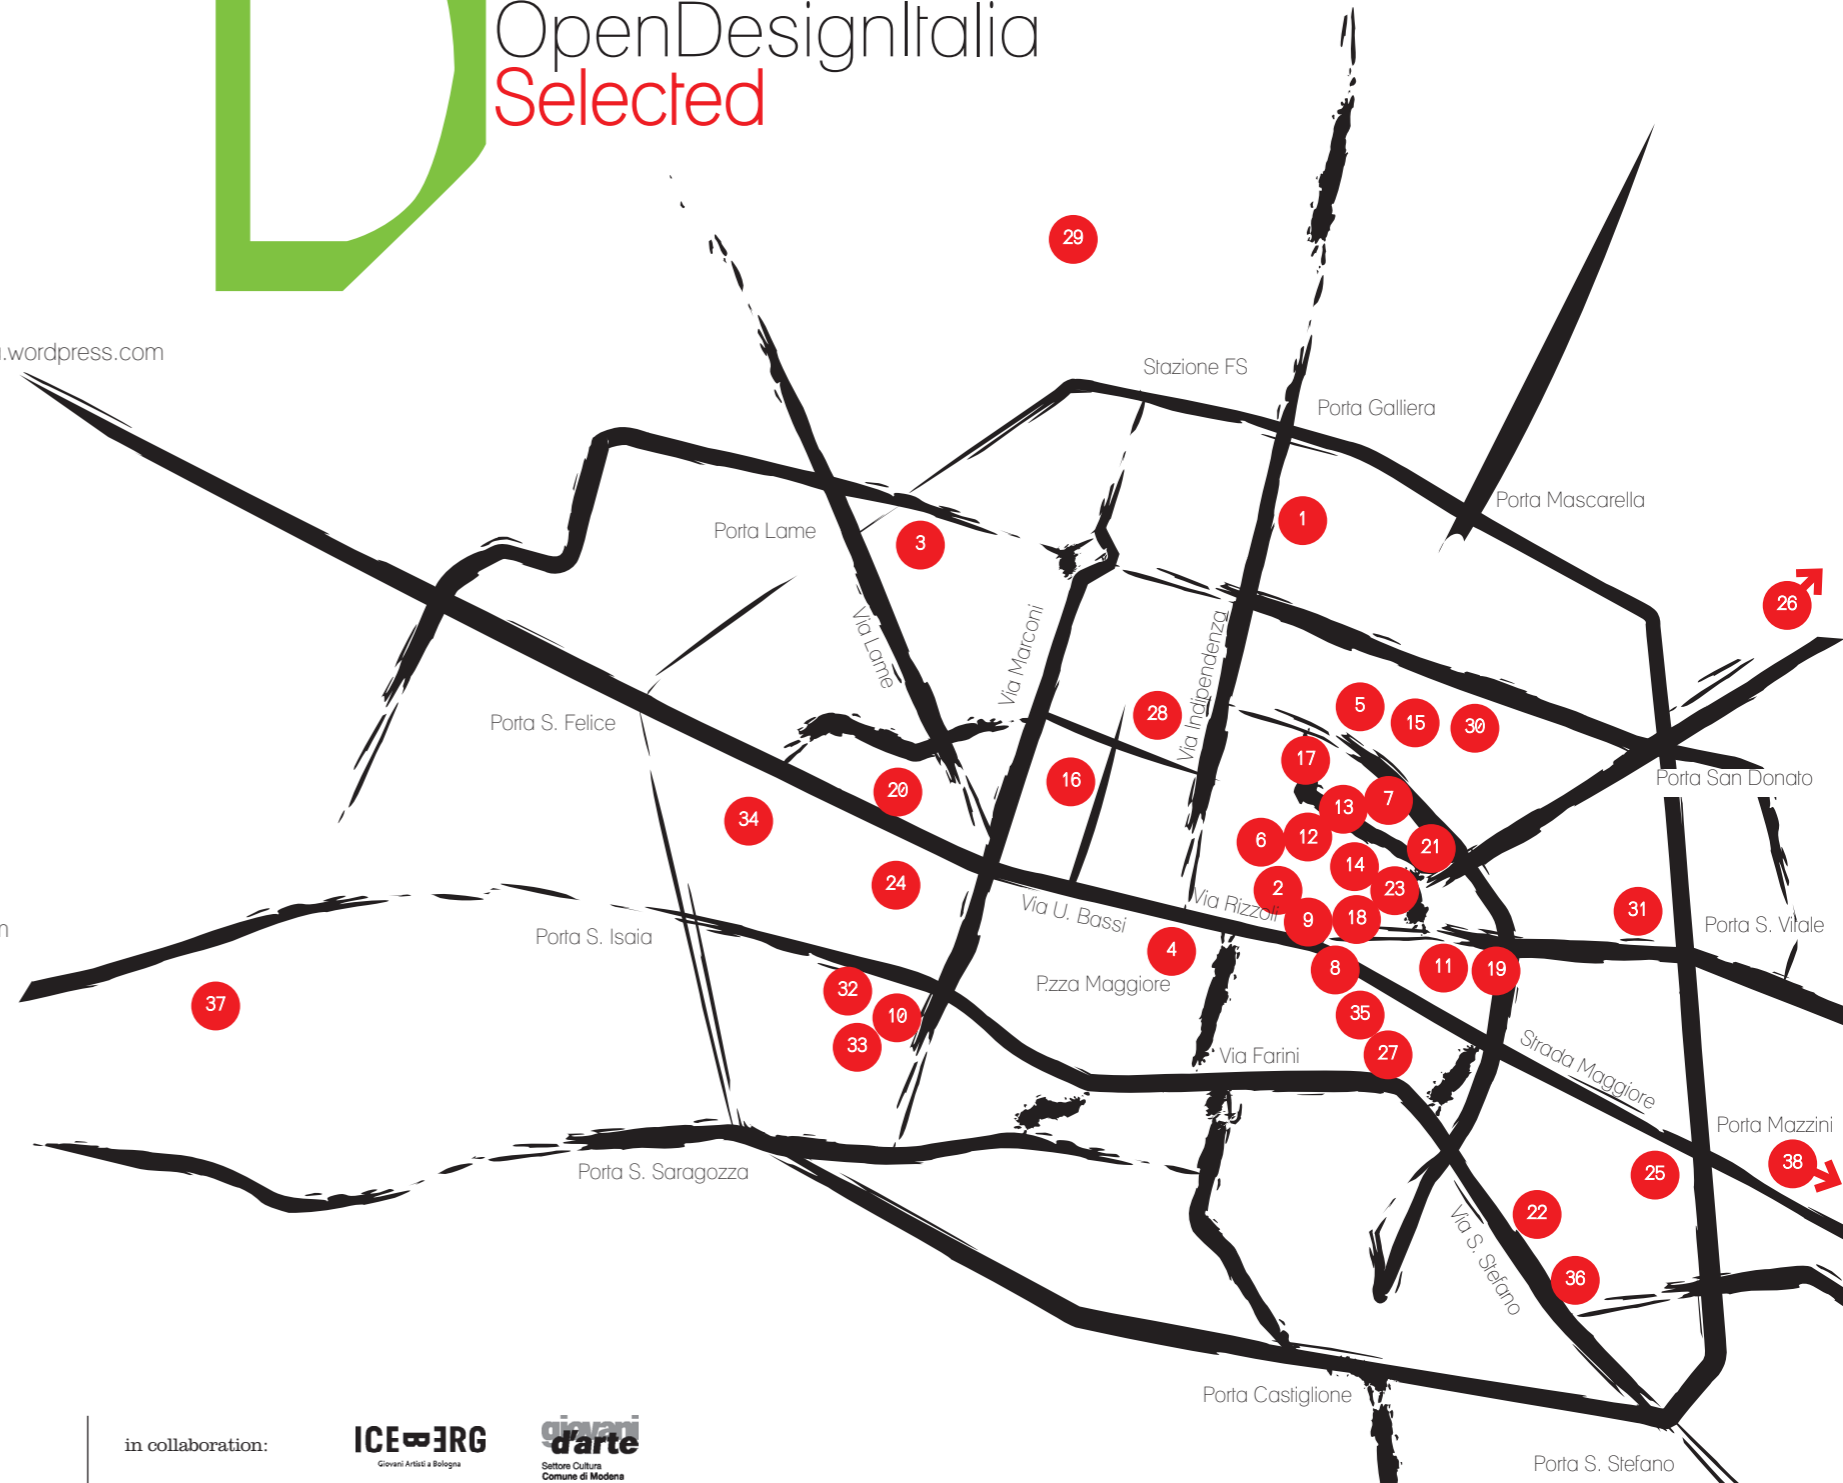 OpenDesignItalia
Selected
29
.wordpress.com
Stazione FS
Porta Galliera
Porta Mascarella
1
Porta Lame
3
26
Via Lame
Via Marconi
Via Indipendenza
Porta S. Felice
28
5
15
30
17
16
20
13
7
Porta San Donato
34
6
12
21
14
24
2
23
Via U. Bassi
Via Rizzoli
9
18
31
Porta S. Vitale
Porta S. Isaia
4
8
11
19
P.zza Maggiore
32
37
10
35
33
Via Farini
27
Strada Maggiore
Porta Mazzini
Porta S. Saragozza
38
25
22
Via S. Stefano
36
Porta Castiglione
Porta S. Stefano
in collaboration:
ICEBERG
Giovani Artisti a Bologna
giovani
d'arte
Settore Cultura
Comune di Modena